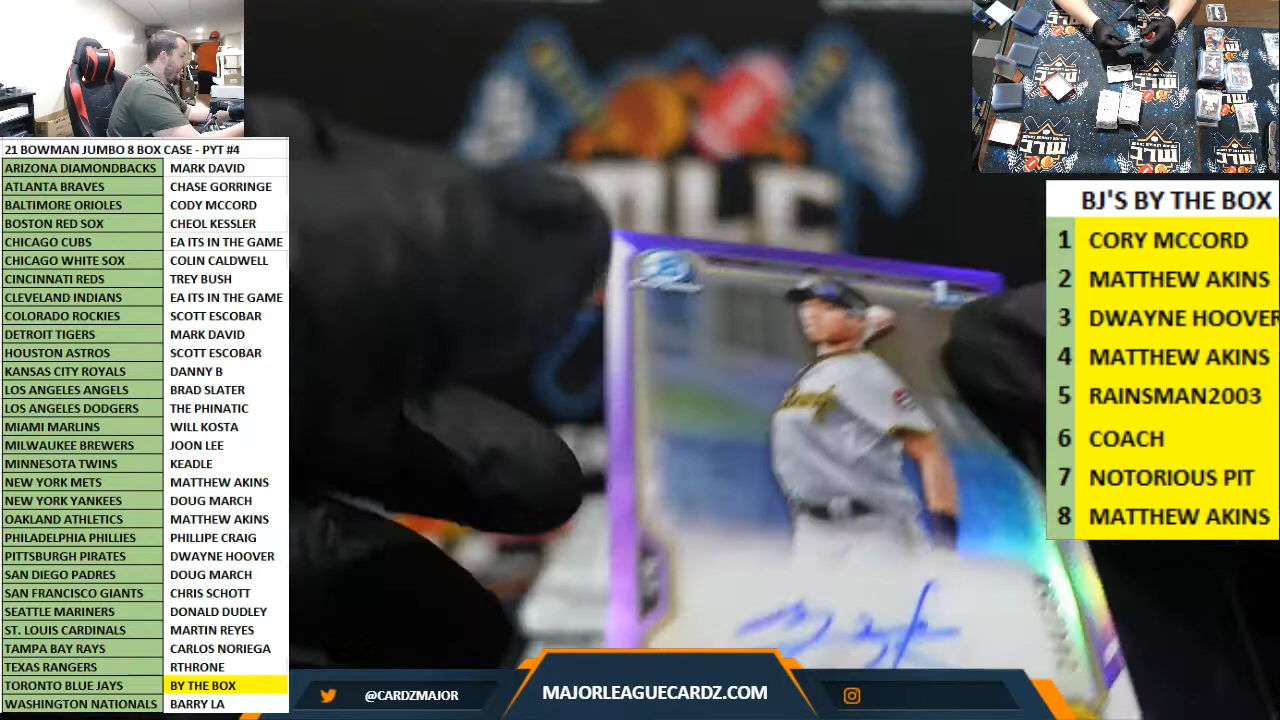 21 BOWMAN JUMBO 8 BOX CASE - PYT #4
ARIZONA DIAMONDBACKS MARK DAVID
ATLANTA BRAVES CHASE GORRINGE
BALTIMORE ORIOLES CODY MCCORD
BOSTON RED SOX CHEOL KESSLER
CHICAGO CUBS EA ITS IN THE GAME
CHICAGO WHITE SOX COLIN CALDWELL
CINCINNATI REDS TREY BUSH
CLEVELAND INDIANS EA ITS IN THE GAME
COLORADO ROCKIES SCOTT ESCOBAR
DETROIT TIGERS MARK DAVID
HOUSTON ASTROS SCOTT ESCOBAR
KANSAS CITY ROYALS DANNY B
LOS ANGELES ANGELS BRAD SLATER
LOS ANGELES DODGERS THE PHINATIC
MIAMI MARLINS WILL KOSTA
MILWAUKEE BREWERS JOON LEE
MINNESOTA TWINS KEADLE
NEW YORK METS MATTHEW AKINS
NEW YORK YANKEES DOUG MARCH
OAKLAND ATHLETICS MATTHEW AKINS
PHILADELPHIA PHILLIES PHILLIPE CRAIG
PITTSBURGH PIRATES DWAYNE HOOVER
SAN DIEGO PADRES DOUG MARCH
SAN FRANCISCO GIANTS CHRIS SCHOTT
SEATTLE MARINERS DONALD DUDLEY
ST. LOUIS CARDINALS MARTIN REYES
TAMPA BAY RAYS CARLOS NORIEGA
TEXAS RANGERS RTHRONE
TORONTO BLUE JAYS BY THE BOX
WASHINGTON NATIONALS BARRY LA
MLC
BJ'S BY THE BOX
1 CORY MCCORD
2 MATTHEW AKINS
3 DWAYNE HOOVER
4 MATTHEW AKINS
5 RAINSMAN2003
6 COACH
7 NOTORIOUS PIT
8 MATTHEW AKINS
@CARDZMAJOR
MAJORLEAGUECARDZ.COM